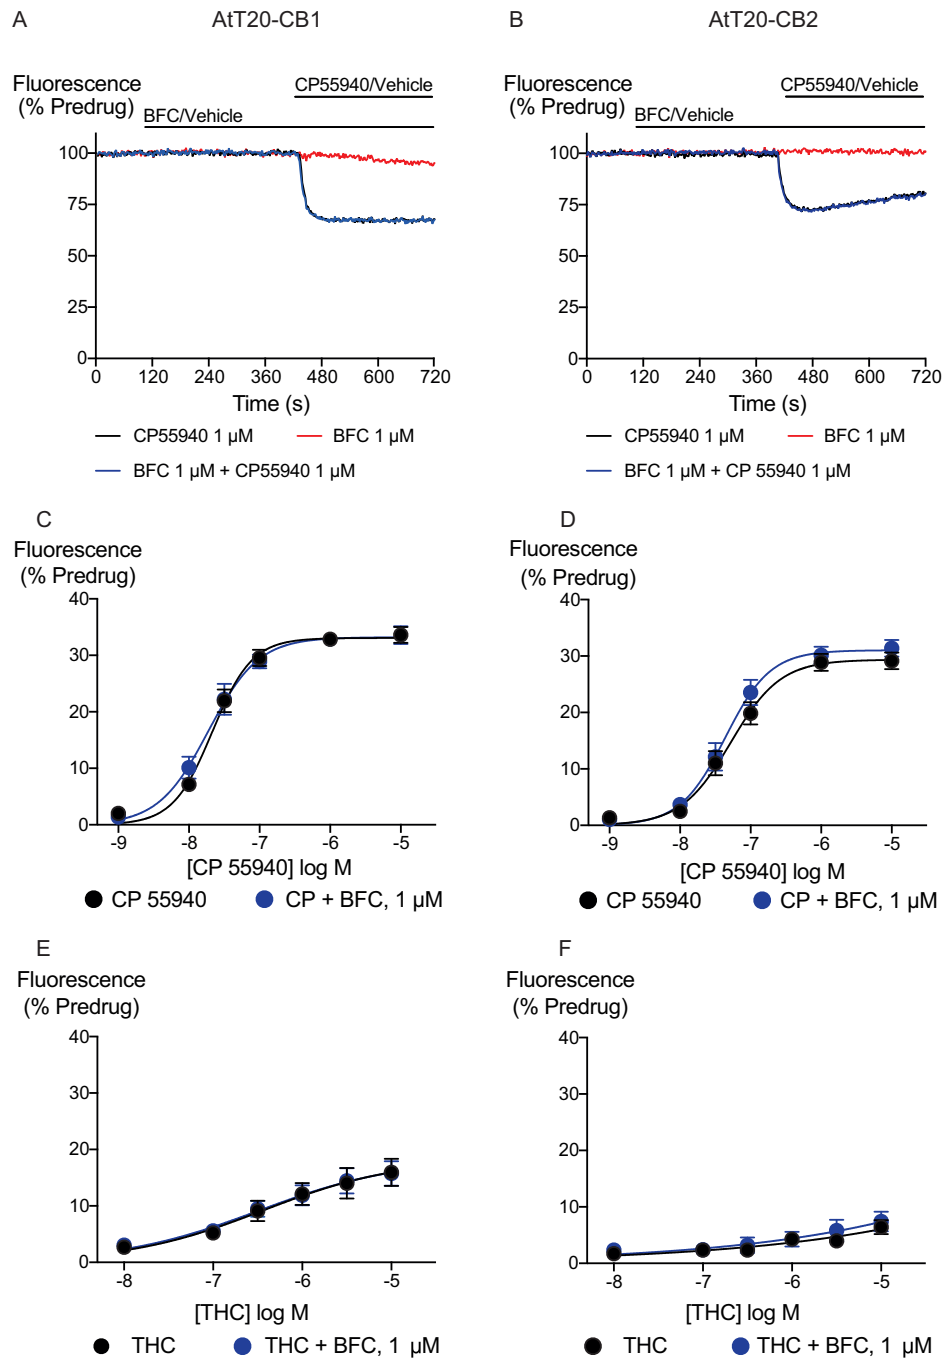 A
AtT20-CB1
Fluorescence
(% Predrug)
CP55940/Vehicle
BFC/Vehicle
100
75
50
25
0
0 120 240 360 480 600 720
Time (s)
CP55940 1 µM
BFC 1 µM
BFC 1 µM + CP55940 1 µM
B
AtT20-CB2
Fluorescence
(% Predrug)
CP55940/Vehicle
BFC/Vehicle
100
75
50
25
0
0 120 240 360 480 600 720
Time (s)
CP55940 1 µM
BFC 1 µM
BFC 1 µM + CP 55940 1 µM
C
Fluorescence
(% Predrug)
40
30
20
10
0
-9 -8 -7 -6 -5
[CP 55940] log M
CP 55940
CP + BFC, 1 µM
D
Fluorescence
(% Predrug)
40
30
20
10
0
-9 -8 -7 -6 -5
[CP 55940] log M
CP 55940
CP + BFC, 1 µM
E
Fluorescence
(% Predrug)
40
30
20
10
0
-8 -7 -6 -5
[THC] log M
THC
THC + BFC, 1 µM
F
Fluorescence
(% Predrug)
40
30
20
10
0
-8 -7 -6 -5
[THC] log M
THC
THC + BFC, 1 µM